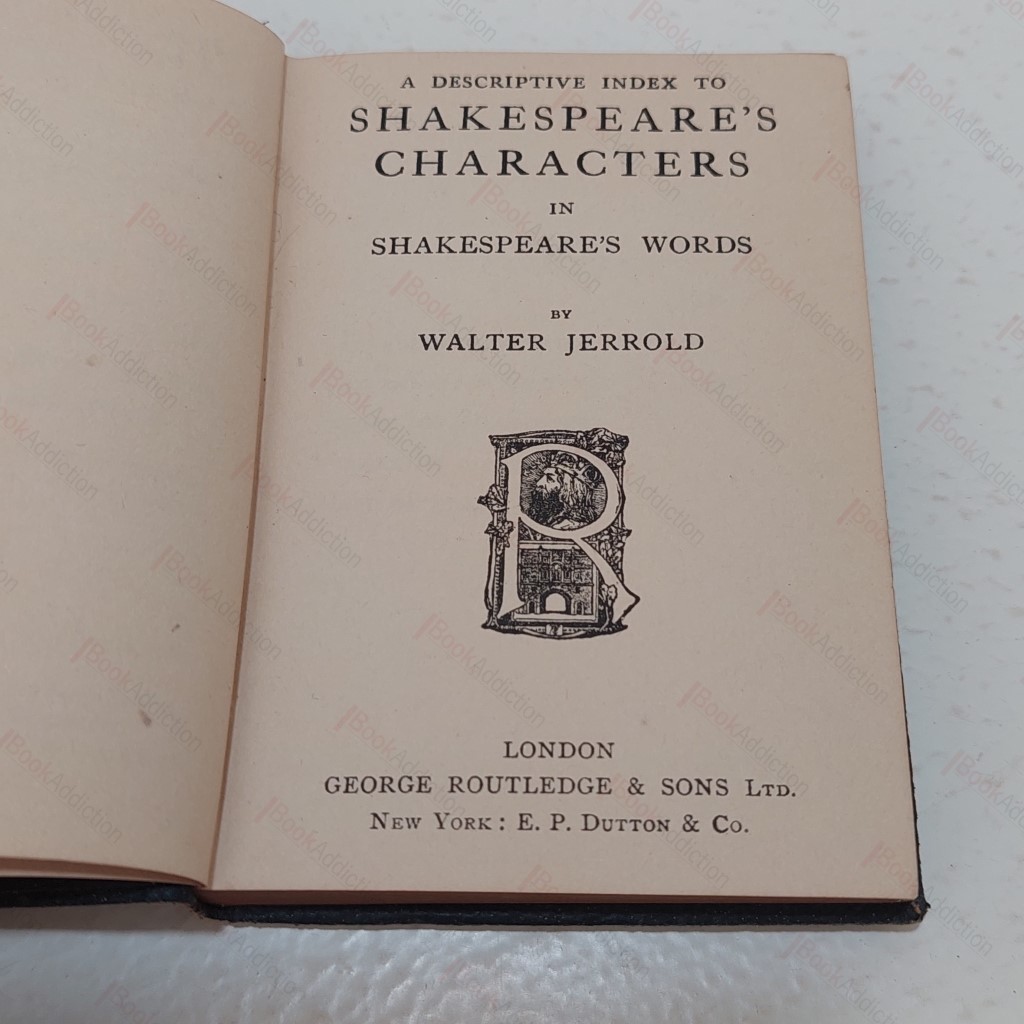 A DESCRIPTIVE INDEX TO
SHAKESPEARE'S
CHARACTERS
IN
SHAKESPEARE'S WORDS
BY
WALTER JERROLD
R
LONDON
GEORGE ROUTLEDGE & SONS LTD.
NEW YORK: E. P. DUTTON & CO.
BookAddiction